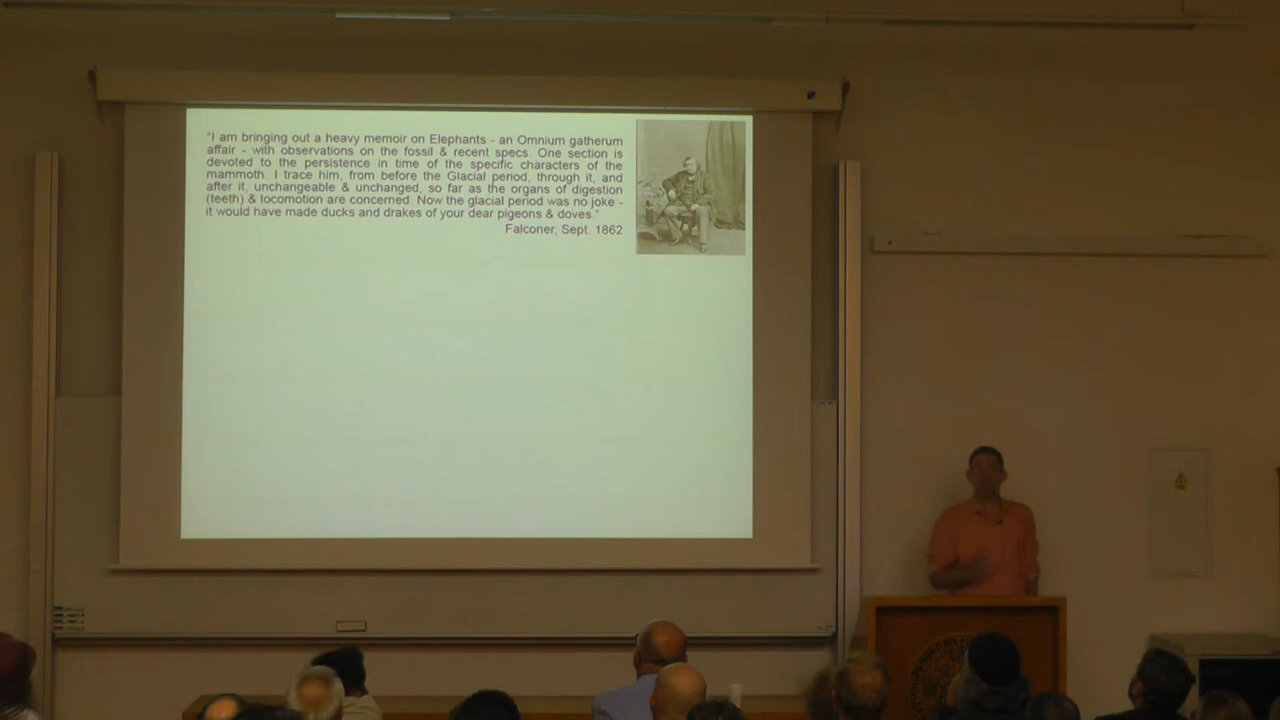 "I am bringing out a heavy memoir on Elephants - an Omnium gatherum
affair - with observations on the fossil & recent specs. One section is
devoted to the persistence in time of the specific characters of the
mammoth. I trace him, from before the Glacial period, through it, and
after it, unchangeable & unchanged, so far as the organs of digestion
(teeth) & locomotion are concerned. Now the glacial period was no joke -
it would have made ducks and drakes of your dear pigeons & doves."
Falconer, Sept. 1862